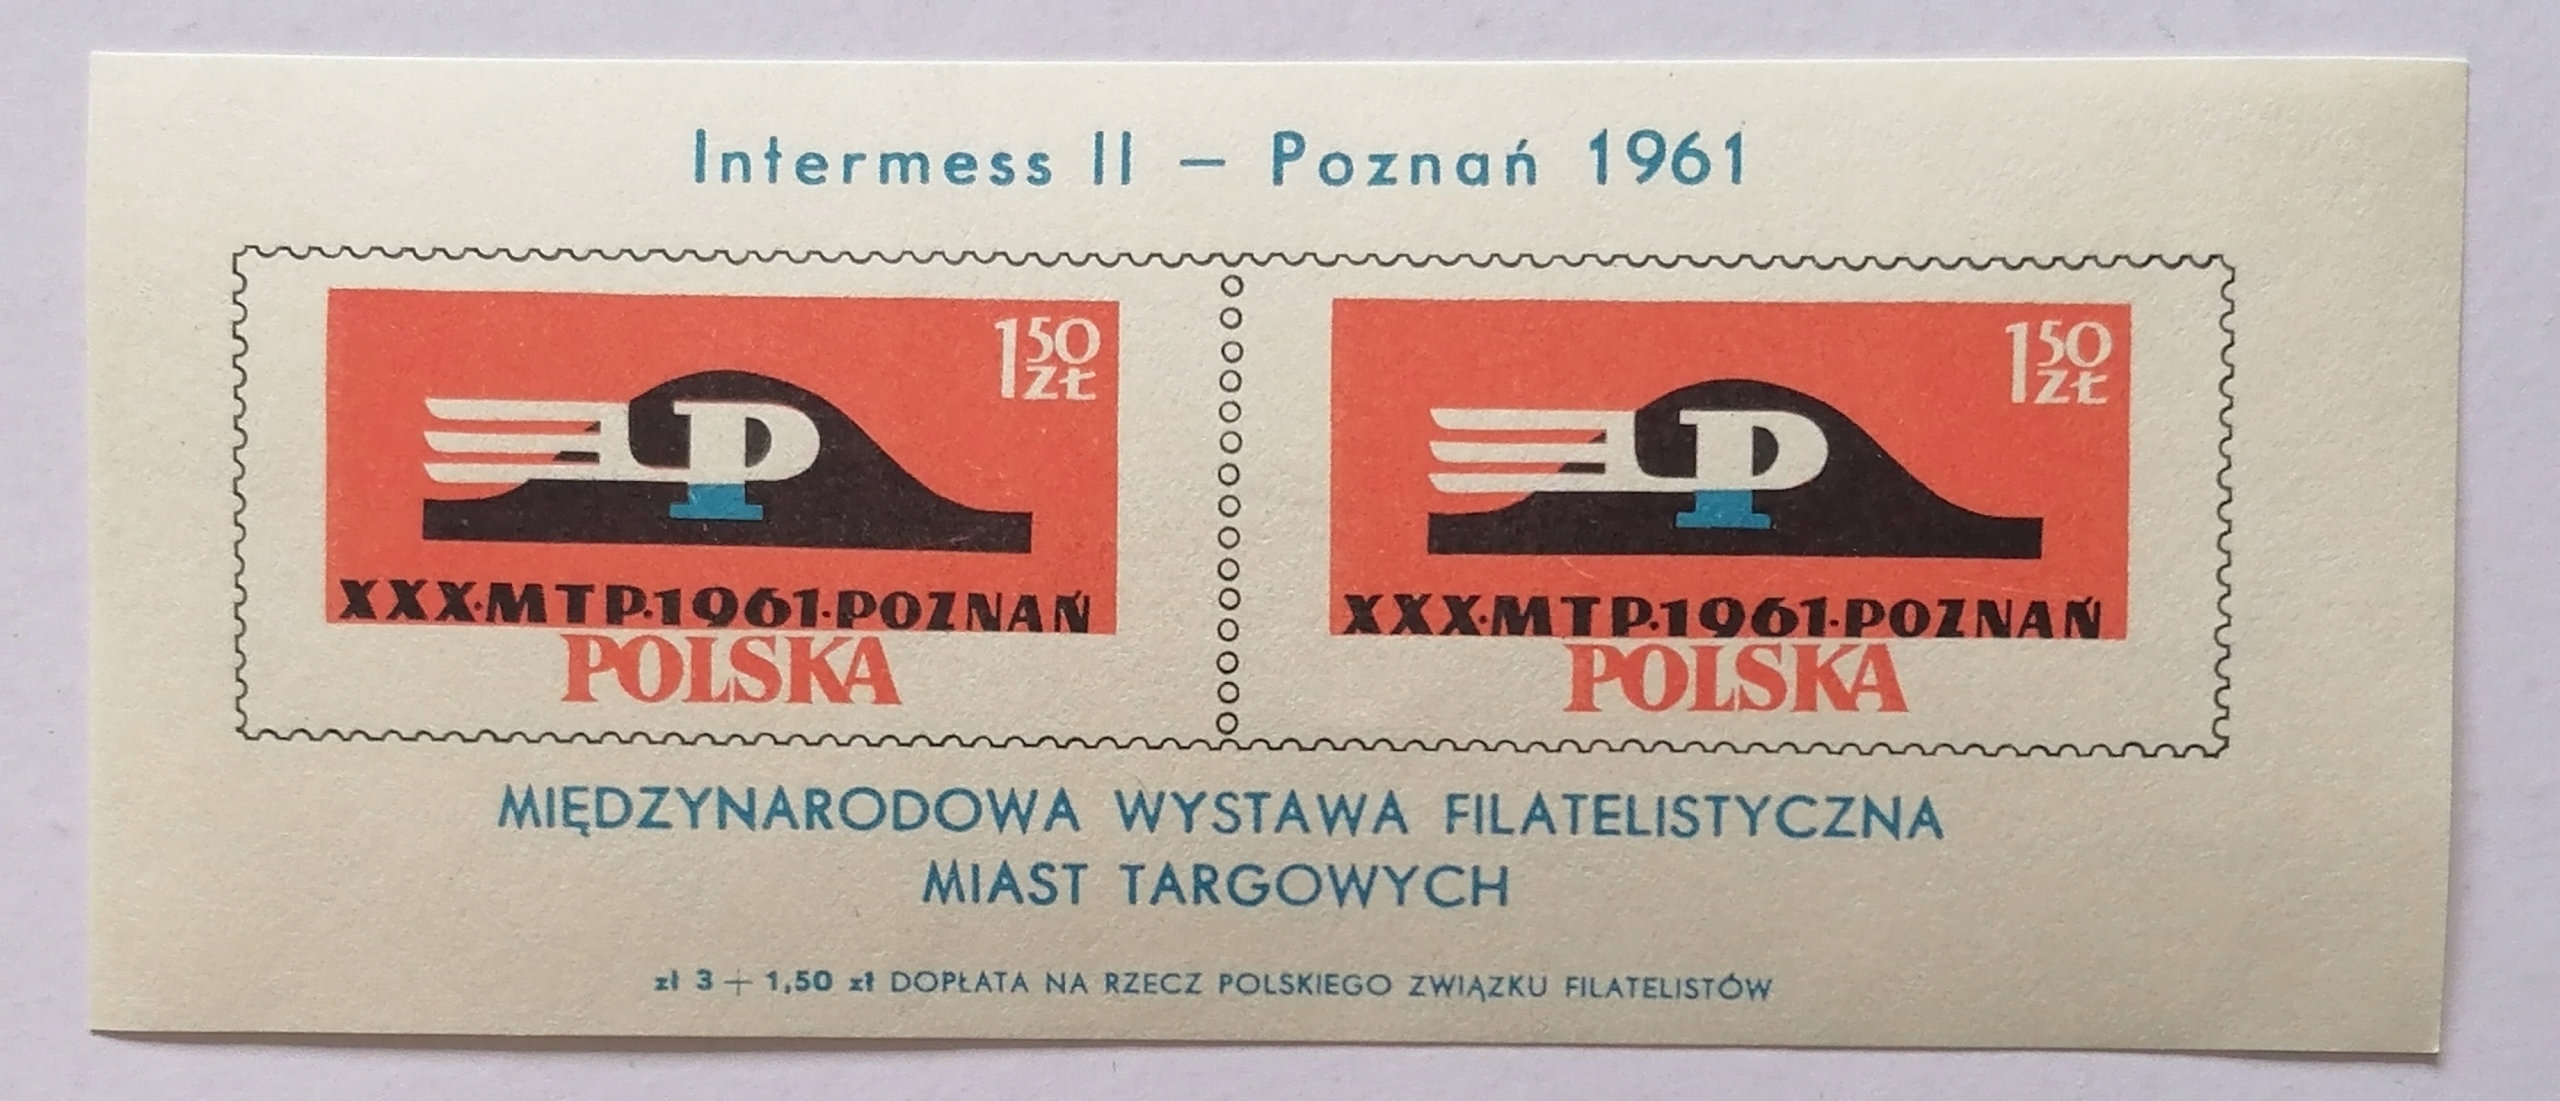 Intermess II – Poznań 1961
1 50 ZŁ
P
XXX·MTP·1961·POZNAŃ
POLSKA
1 50 ZŁ
P
XXX·MTP·1961·POZNAŃ
POLSKA
MIĘDZYNARODOWA WYSTAWA FILATELISTYCZNA
MIAST TARGOWYCH
zł 3 + 1,50 zł DOPŁATA NA RZECZ POLSKIEGO ZWIĄZKU FILATELISTÓW